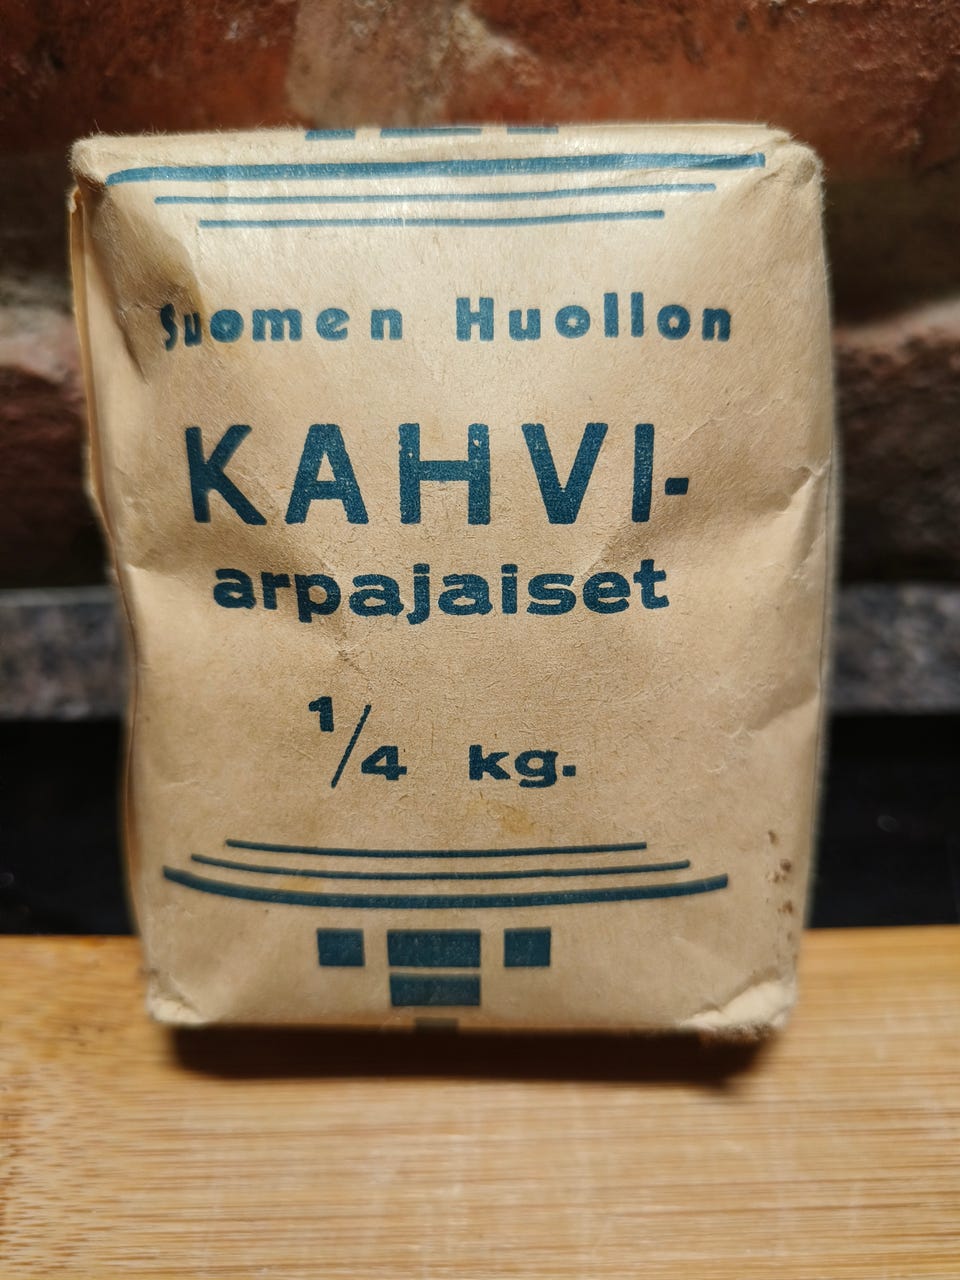 Suomen Huollon
KAHVI-
arpajaiset
1/4 kg.